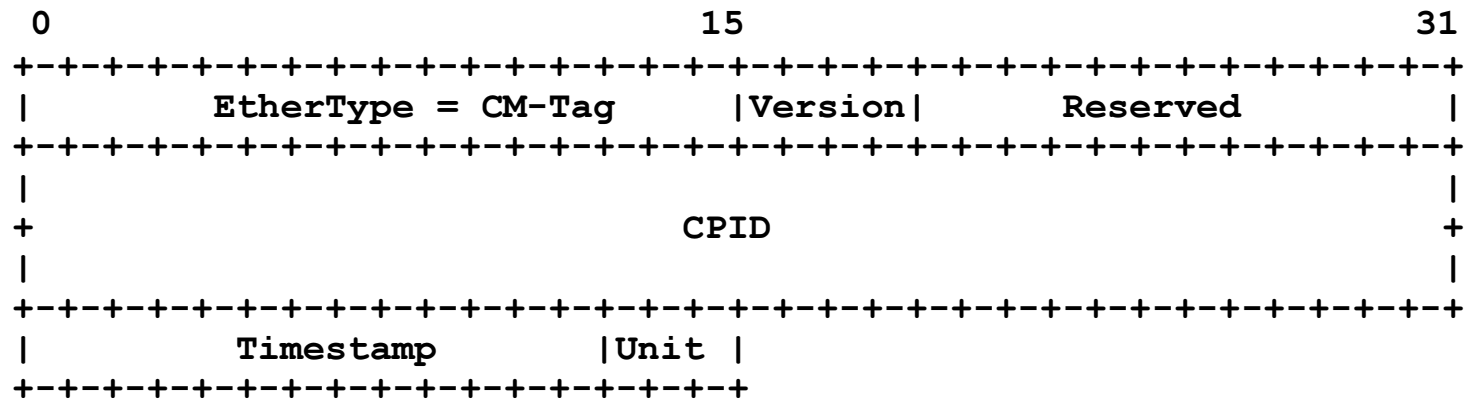 0 15 31
+-+-+-+-+-+-+-+-+-+-+-+-+-+-+-+-+-+-+-+-+-+-+-+-+-+-+-+-+-+-+-+-+
| EtherType = CM-Tag |Version| Reserved |
+-+-+-+-+-+-+-+-+-+-+-+-+-+-+-+-+-+-+-+-+-+-+-+-+-+-+-+-+-+-+-+-+
| |
+ CPID +
| |
+-+-+-+-+-+-+-+-+-+-+-+-+-+-+-+-+-+-+-+-+-+-+-+-+-+-+-+-+-+-+-+-+
| Timestamp |Unit |
+-+-+-+-+-+-+-+-+-+-+-+-+-+-+-+-+